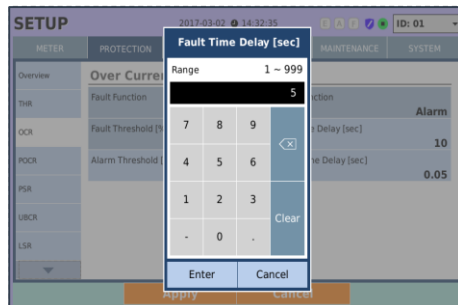 SETUP
2017-03-02 14:32:35
E A F
ID: 01
METER
PROTECTION
MAINTENANCE
SYSTEM
Fault Time Delay [sec]
Range 1 ~ 999
5
7 8 9
4 5 6
1 2 3
Clear
- 0 .
Enter Cancel
Overview
THR
OCR
POCR
PSR
UBCR
LSR
Over Curre
Fault Function
ction
Alarm
Fault Threshold [%
e Delay [sec]
10
Alarm Threshold [
me Delay [sec]
0.05
Apply
Cancel